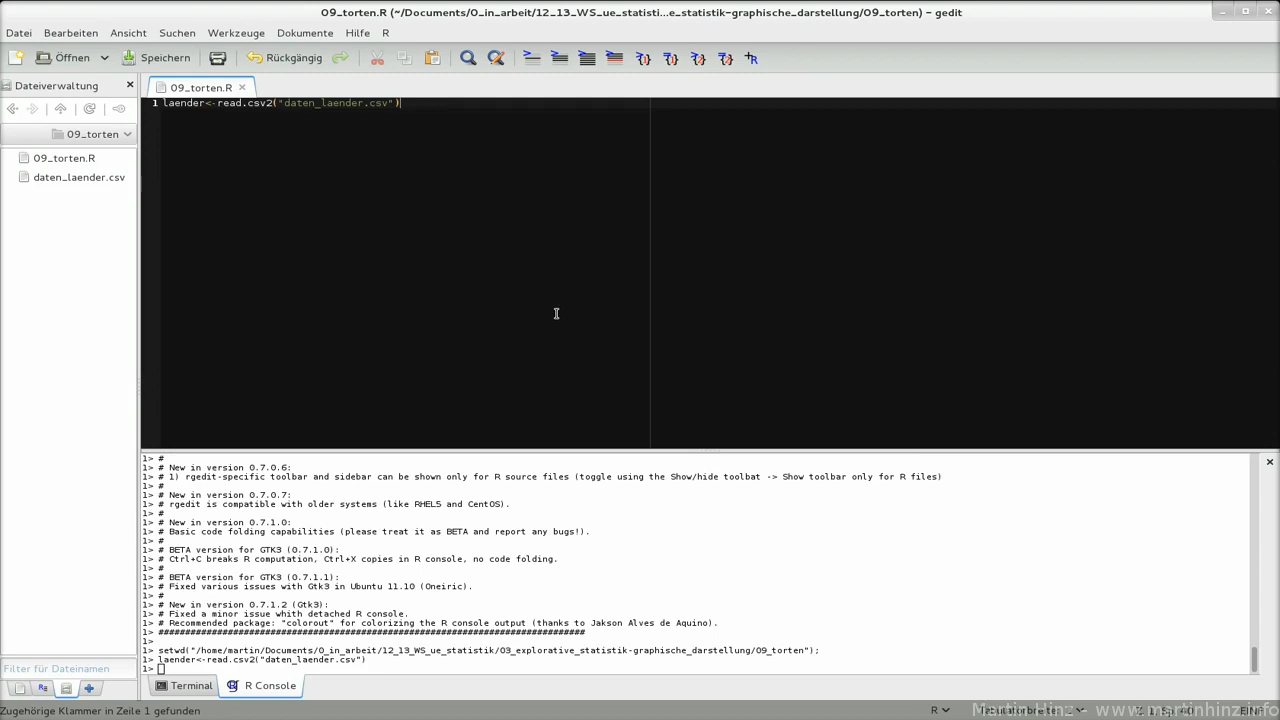 09_torten.R (~/Documents/0_in_arbeit/12_13_WS_ue_statisti...e_statistik-graphische_darstellung/09_torten) - gedit
Datei Bearbeiten Ansicht Suchen Werkzeuge Dokumente Hilfe R
Öffnen Speichern Rückgängig
Dateiverwaltung
09_torten.R
1 laender<-read.csv2("daten_laender.csv")
09_torten
09_torten.R
daten_laender.csv
1> #
1> # New in version 0.7.0.6:
1> # 1) rgedit-specific toolbar and sidebar can be shown only for R source files (toggle using the Show/hide toolbat -> Show toolbar only for R files)
1> #
1> # New in version 0.7.0.7:
1> # rgedit is compatible with older systems (like RHEL5 and CentOS).
1> #
1> # New in version 0.7.1.0:
1> # Basic code folding capabilities (please treat it as BETA and report any bugs!).
1> #
1> # BETA version for GTK3 (0.7.1.0):
1> # Ctrl+C breaks R computation, Ctrl+X copies in R console, no code folding.
1> #
1> # BETA version for GTK3 (0.7.1.1):
1> # Fixed various issues with Gtk3 in Ubuntu 11.10 (Oneiric).
1> #
1> # New in version 0.7.1.2 (Gtk3):
1> # Fixed a minor issue whith detached R console.
1> # Recommended package: "colorout" for colorizing the R console output (thanks to Jakson Alves de Aquino).
1> ################################################################################
1>
1> setwd("/home/martin/Documents/0_in_arbeit/12_13_WS_ue_statistik/03_explorative_statistik-graphische_darstellung/09_torten");
1> laender<-read.csv2("daten_laender.csv")
1>
Filter für Dateinamen
Terminal R Console
Zugehörige Klammer in Zeile 1 gefunden
R
Martin Hinz - www.martinhinz.info